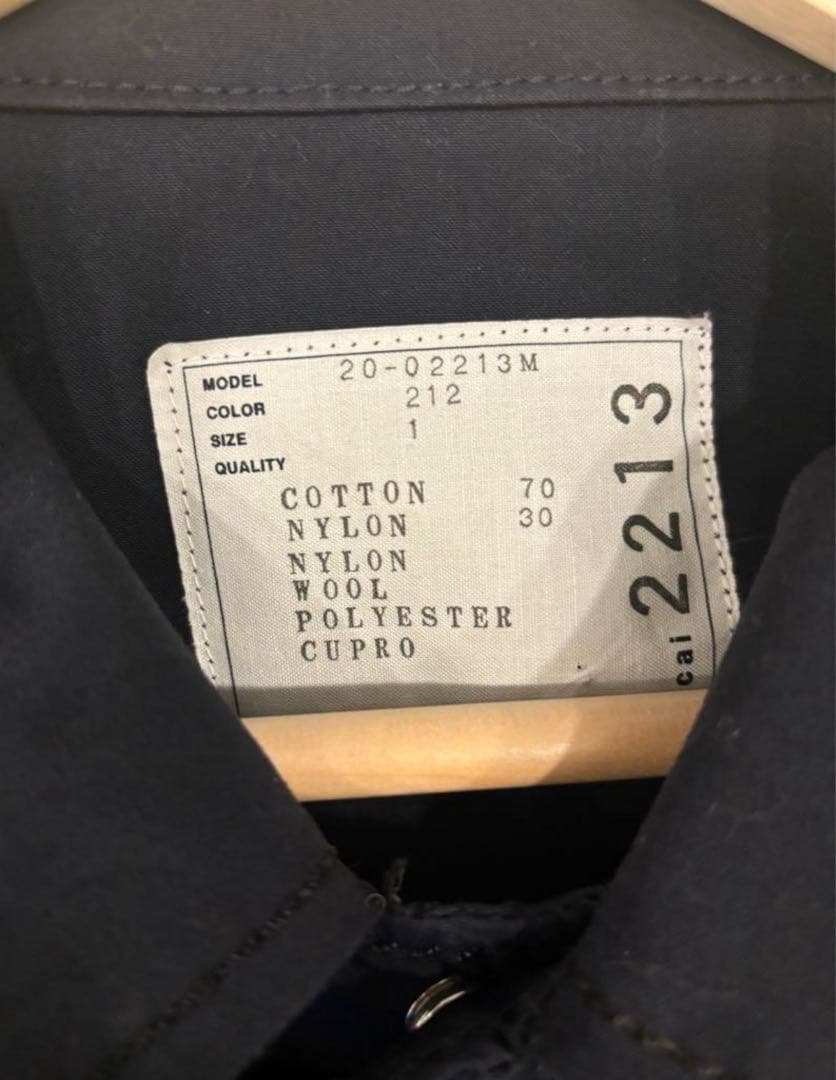 MODEL 20-02213M
COLOR 212
SIZE 1
QUALITY
COTTON 70
NYLON 30
NYLON
WOOL
POLYESTER
CUPRO
cai 2213